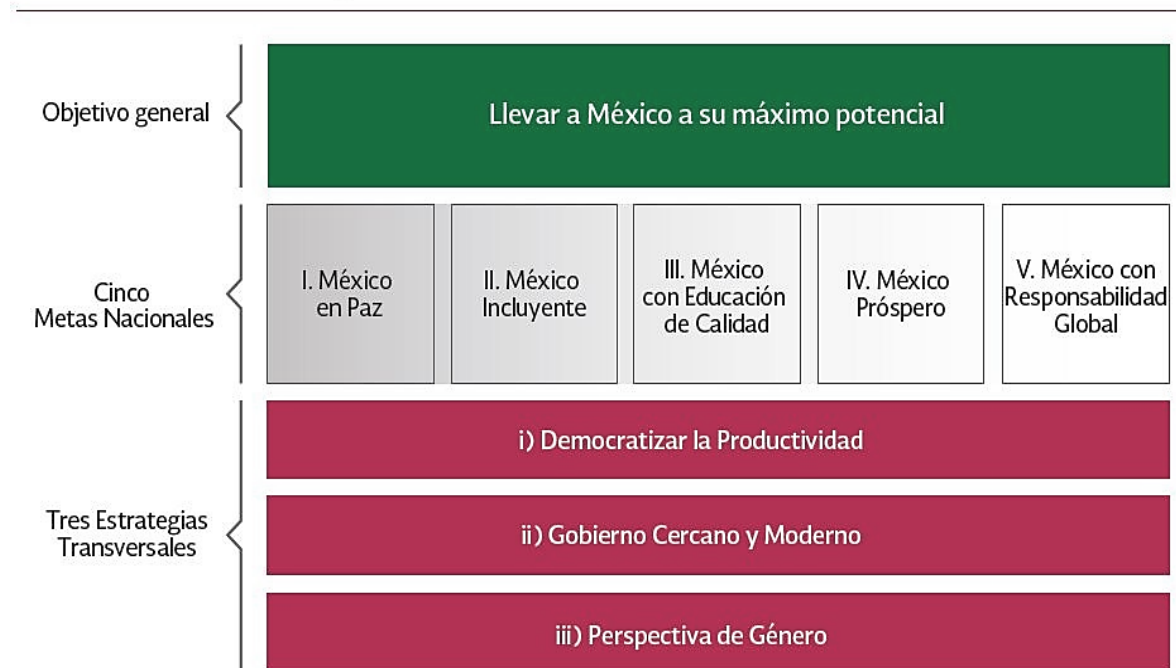 Objetivo general
Llevar a México a su máximo potencial
Cinco
Metas Nacionales
I. México
en Paz
II. México
Incluyente
III. México
con Educación
de Calidad
IV. México
Próspero
V. México con
Responsabilidad
Global
Tres Estrategias
Transversales
i) Democratizar la Productividad
ii) Gobierno Cercano y Moderno
iii) Perspectiva de Género